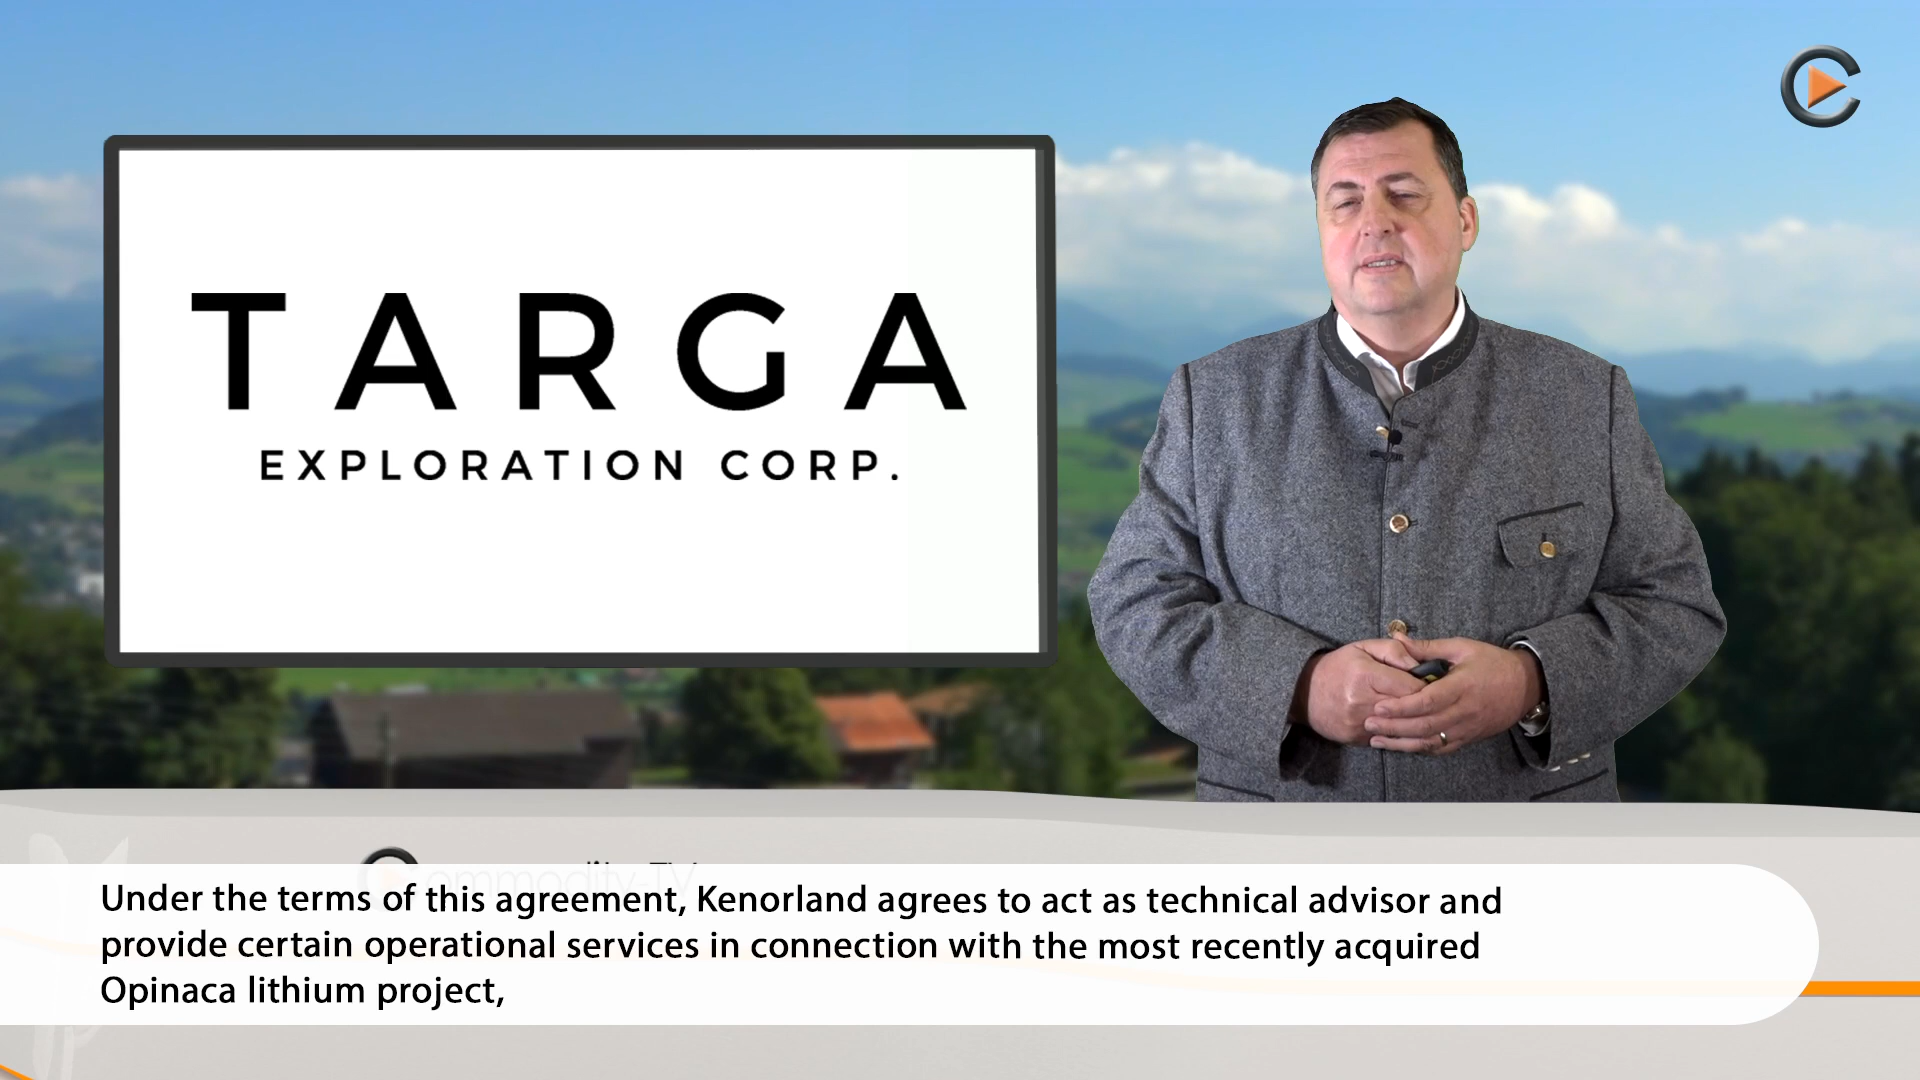 TARGA
EXPLORATION CORP.
Under the terms of this agreement, Kenorland agrees to act as technical advisor and
provide certain operational services in connection with the most recently acquired
Opinaca lithium project,